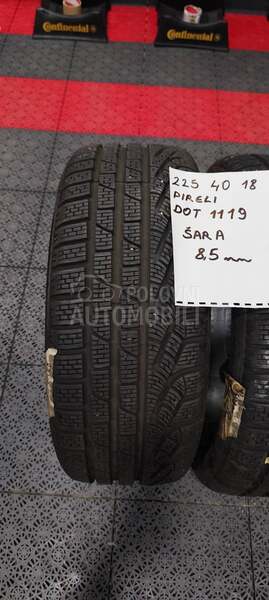 Continental
Continental
225 40 18
PIRELI
DOT 1119
ŠARA
8,5 mm
POLOVNI
AUTOMOBILI